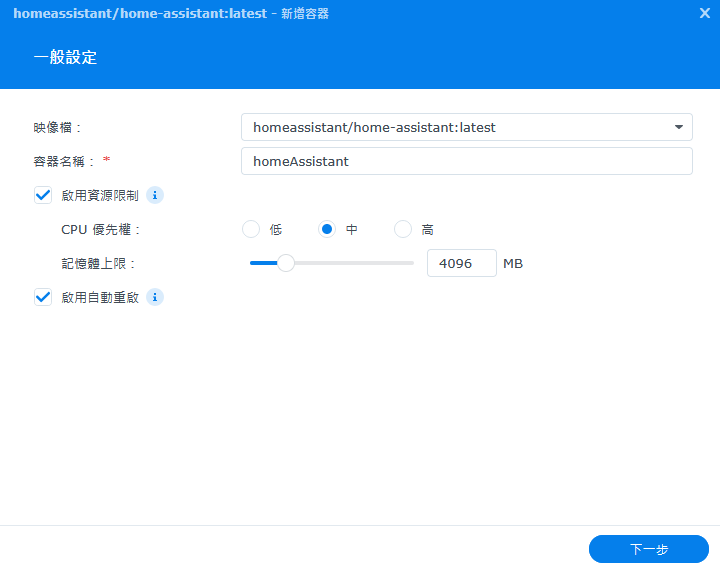 homeassistant/home-assistant:latest - 新增容器
一般設定
映像檔： homeassistant/home-assistant:latest
容器名稱： * homeAssistant
啟用資源限制
CPU 優先權： 低 中 高
記憶體上限： 4096 MB
啟用自動重啟
下一步